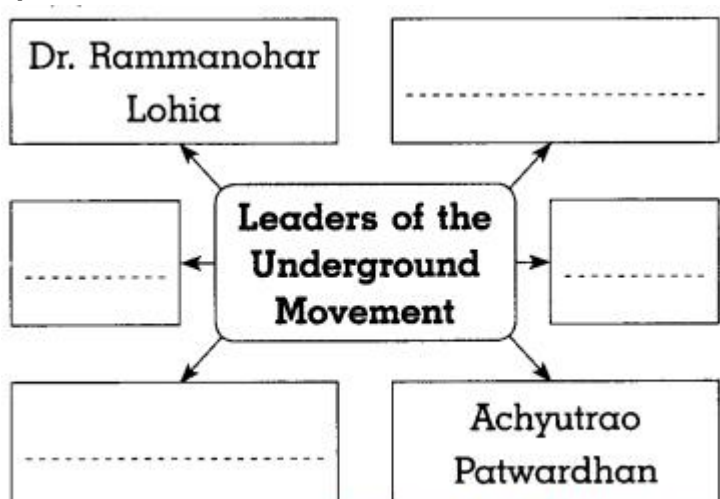 Dr. Rammanohar
Lohia
Leaders of the
Underground
Movement
Achyutrao
Patwardhan